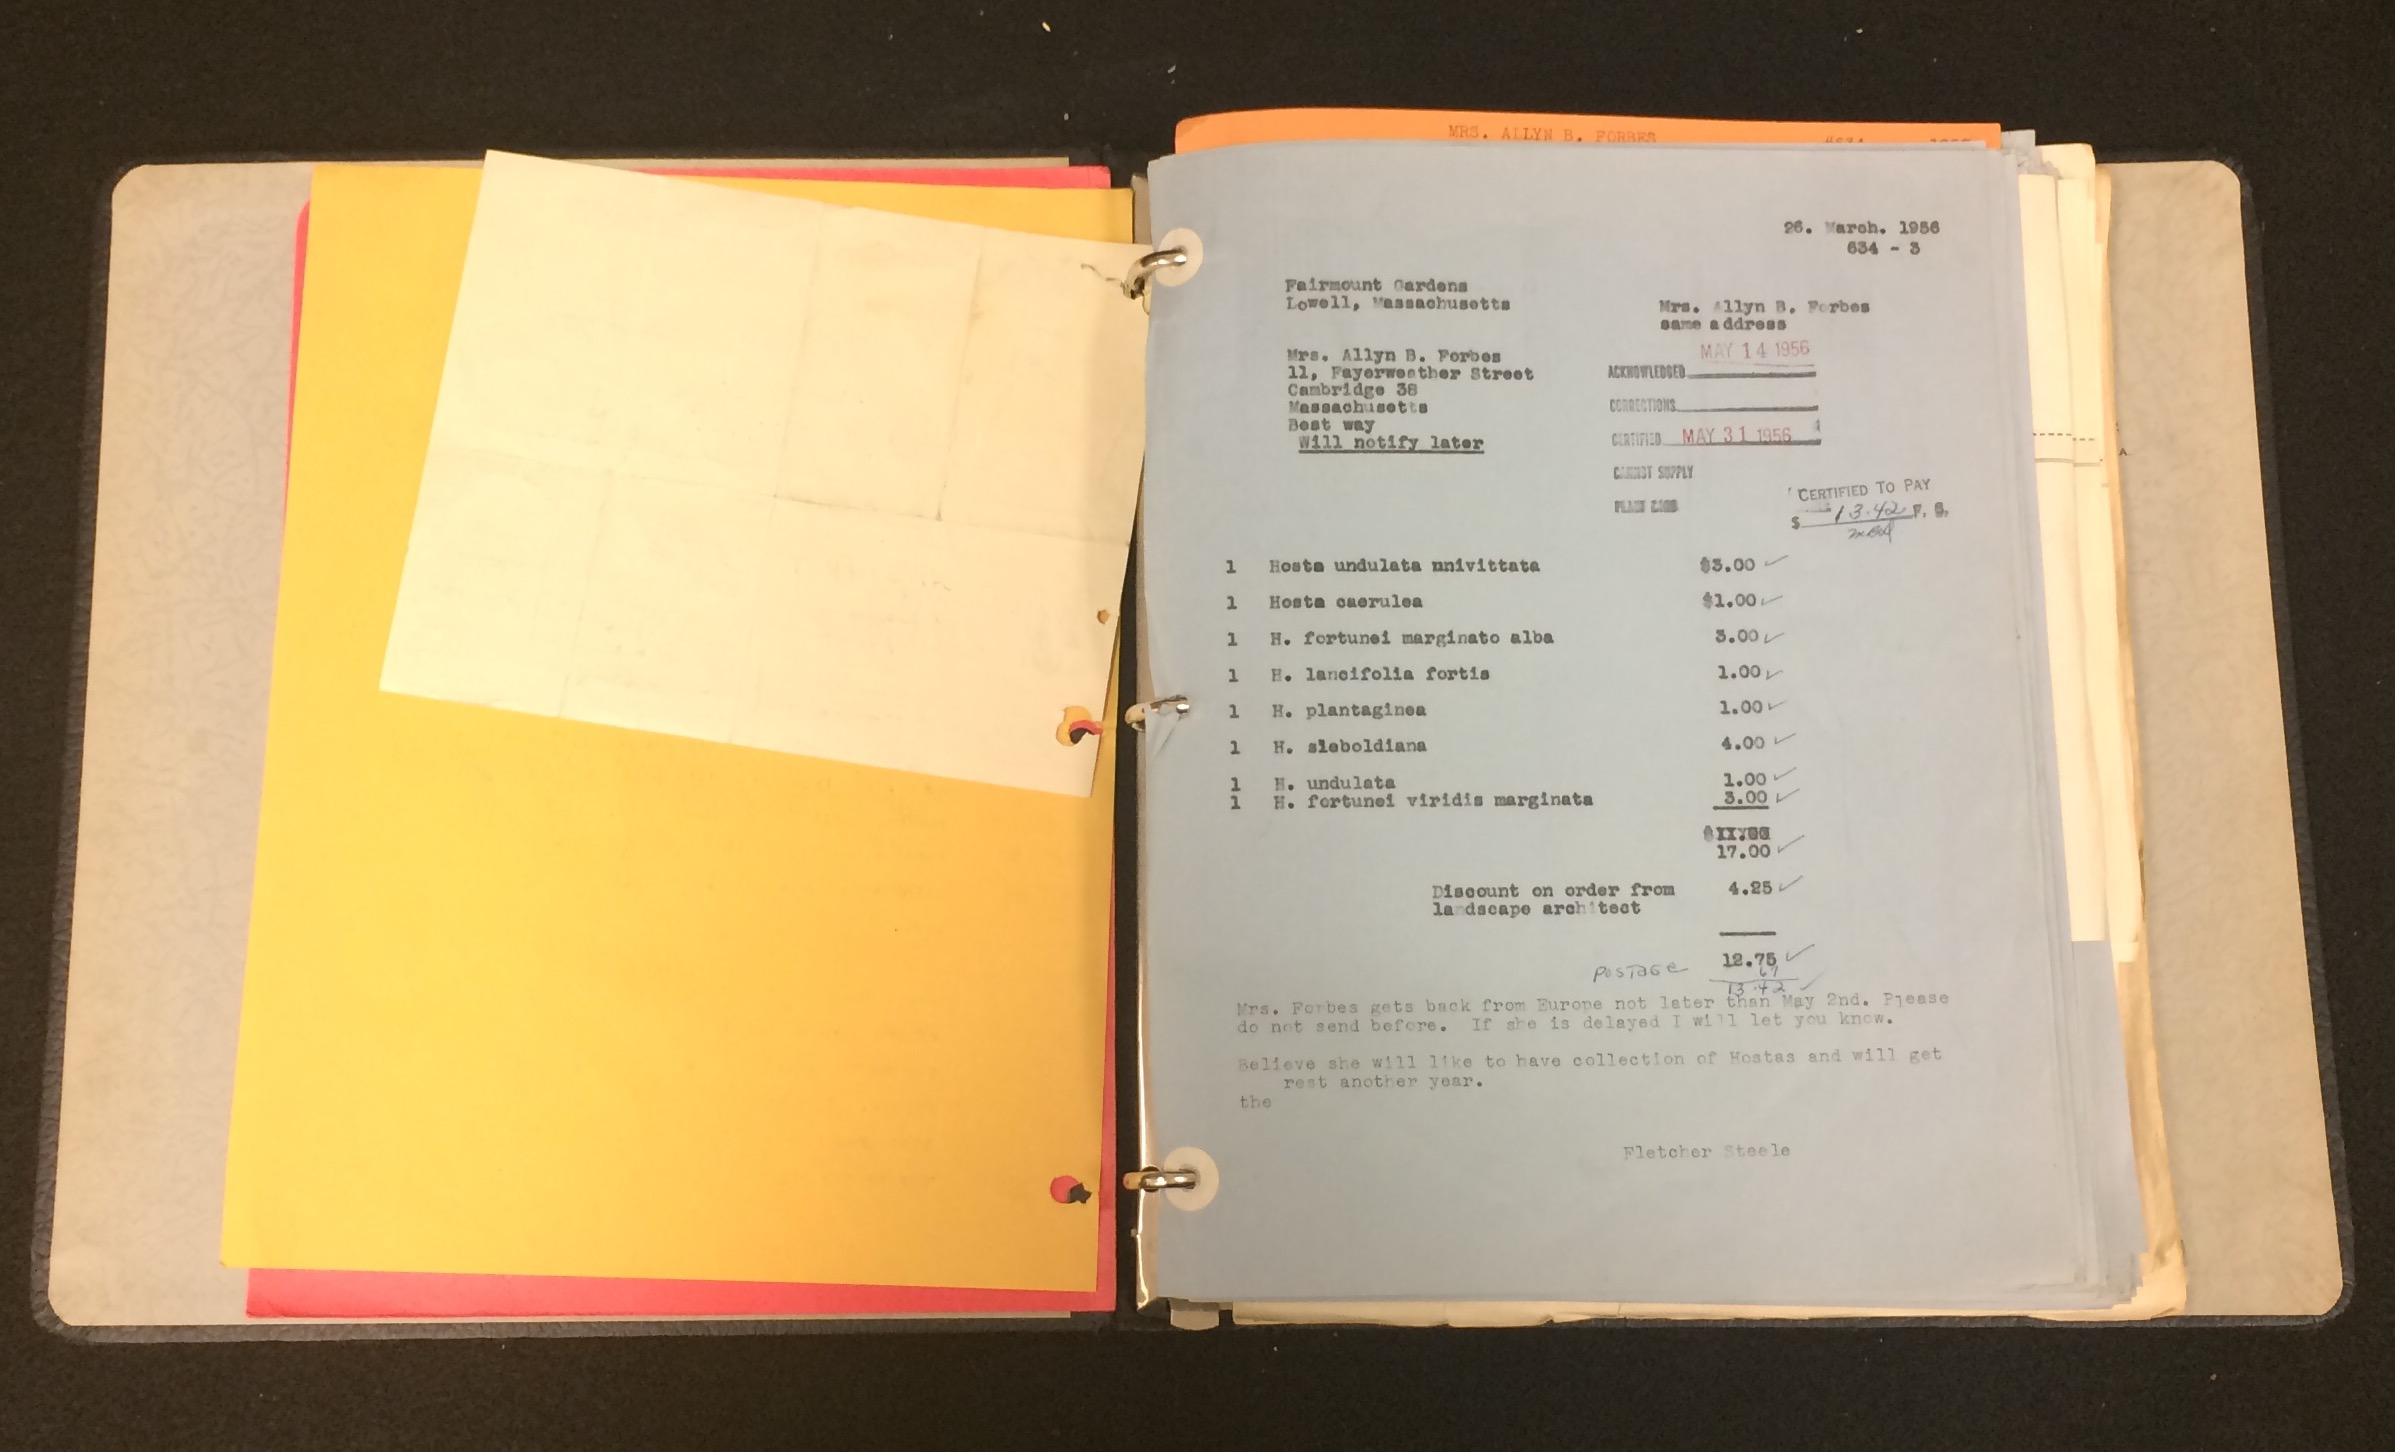 MRS. ALLYN B. FORBES #634
26. March. 1956
634 - 3
Fairmount Gardens
Lowell, Massachusetts
Mrs. Allyn B. Forbes
same address
Mrs. Allyn B. Forbes
11, Fayerweather Street
Cambridge 38
Massachusetts
Best way
Will notify later
MAY 14 1956
ACKNOWLEDGED
CORRECTIONS
CERTIFIED MAY 31 1956
CANNOT SUPPLY
PLANT CARD
CERTIFIED TO PAY
$ 13.42 F. S.
1 Hosta undulata nnivittata $3.00
1 Hosta caerulea $1.00
1 H. fortunei marginato alba 3.00
1 H. lancifolia fortis 1.00
1 H. plantaginea 1.00
1 H. sieboldiana 4.00
1 H. undulata 1.00
1 H. fortunei viridis marginata 3.00
17.00
Discount on order from 4.25
landscape architect
12.75
Postage 67
13.42
Mrs. Forbes gets back from Europe not later than May 2nd. Please
do not send before. If she is delayed I will let you know.
Believe she will like to have collection of Hostas and will get
rest another year.
the
Fletcher Steele